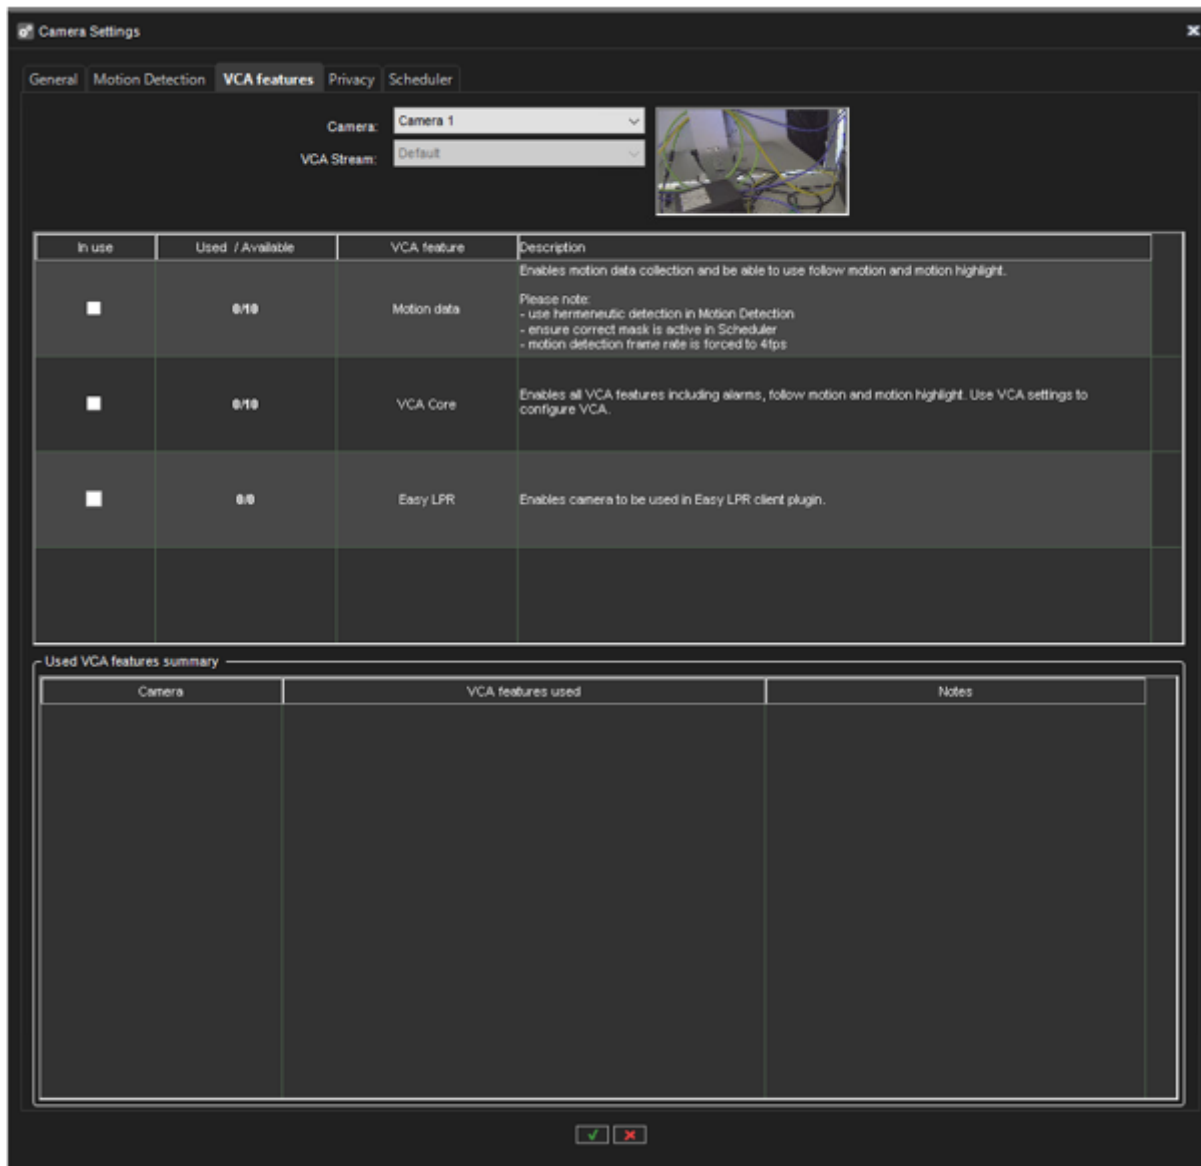 Camera Settings
General Motion Detection VCA features Privacy Scheduler
Camera: Camera 1
VCA Stream: Default
In use Used / Available VCA feature Description
Enables motion data collection and be able to use follow motion and motion highlight.
Please note:
0/10 Motion data
- use hermeneutic detection in Motion Detection
- ensure correct mask is active in Scheduler
- motion detection frame rate is forced to 4fps
0/10 VCA Core
Enables all VCA features including alarms, follow motion and motion highlight. Use VCA settings to
configure VCA.
0/0 Easy LPR Enables camera to be used in Easy LPR client plugin.
Used VCA features summary
Camera VCA features used Notes